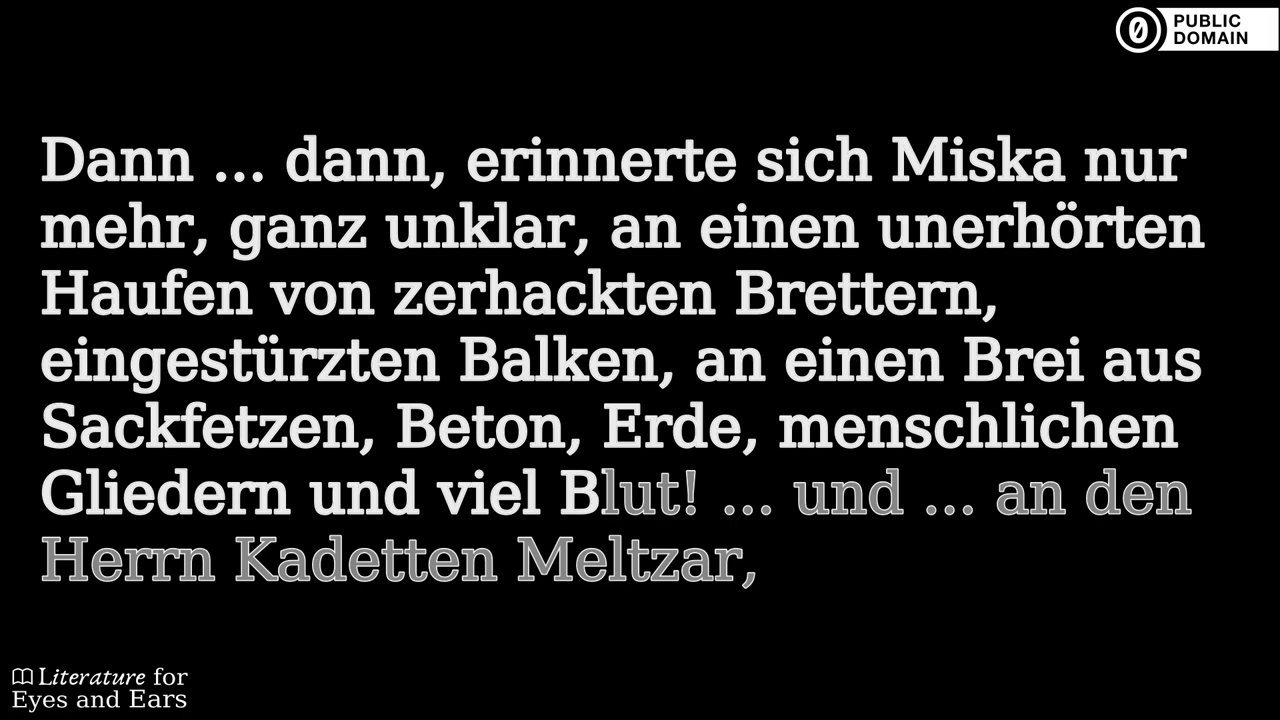 PUBLIC
DOMAIN
Dann ... dann, erinnerte sich Miska nur
mehr, ganz unklar, an einen unerhörten
Haufen von zerhackten Brettern,
eingestürzten Balken, an einen Brei aus
Sackfetzen, Beton, Erde, menschlichen
Gliedern und viel Blut! ... und ... an den
Herrn Kadetten Meltzar,
Literature for
Eyes and Ears